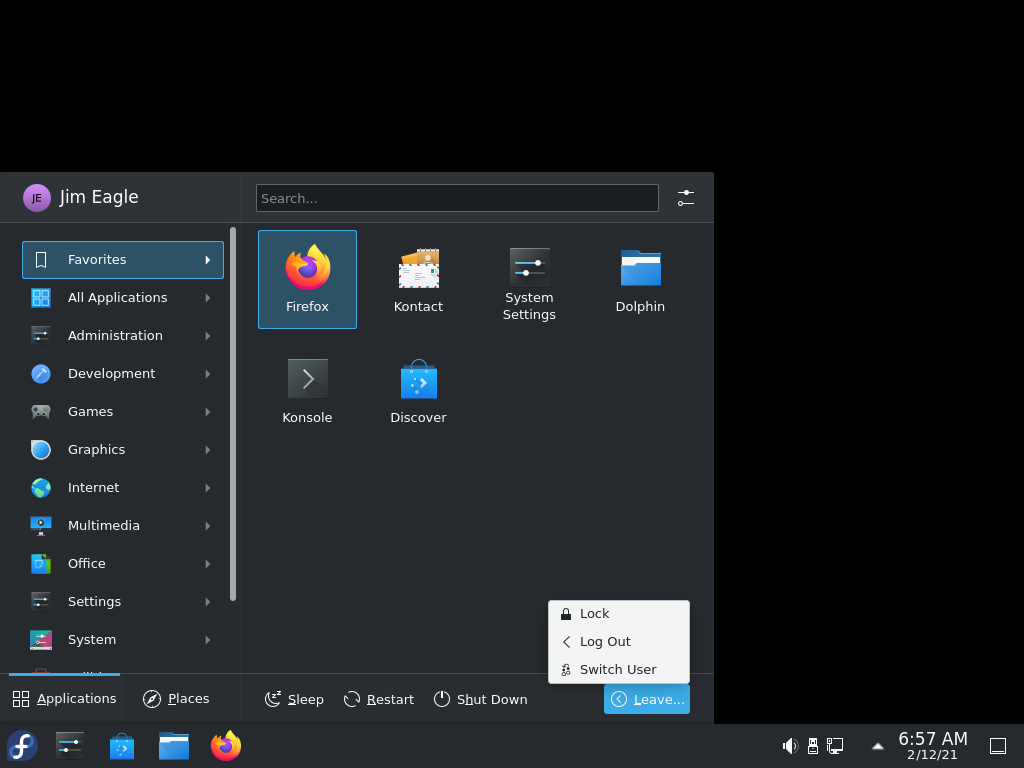 JE
Jim Eagle
Search...
Favorites
All Applications
Administration
Development
Games
Graphics
Internet
Multimedia
Office
Settings
System
Firefox
Kontact
System
Settings
Dolphin
Konsole
Discover
Lock
Log Out
Switch User
Applications
Places
Sleep
Restart
Shut Down
Leave...
6:57 AM
2/12/21